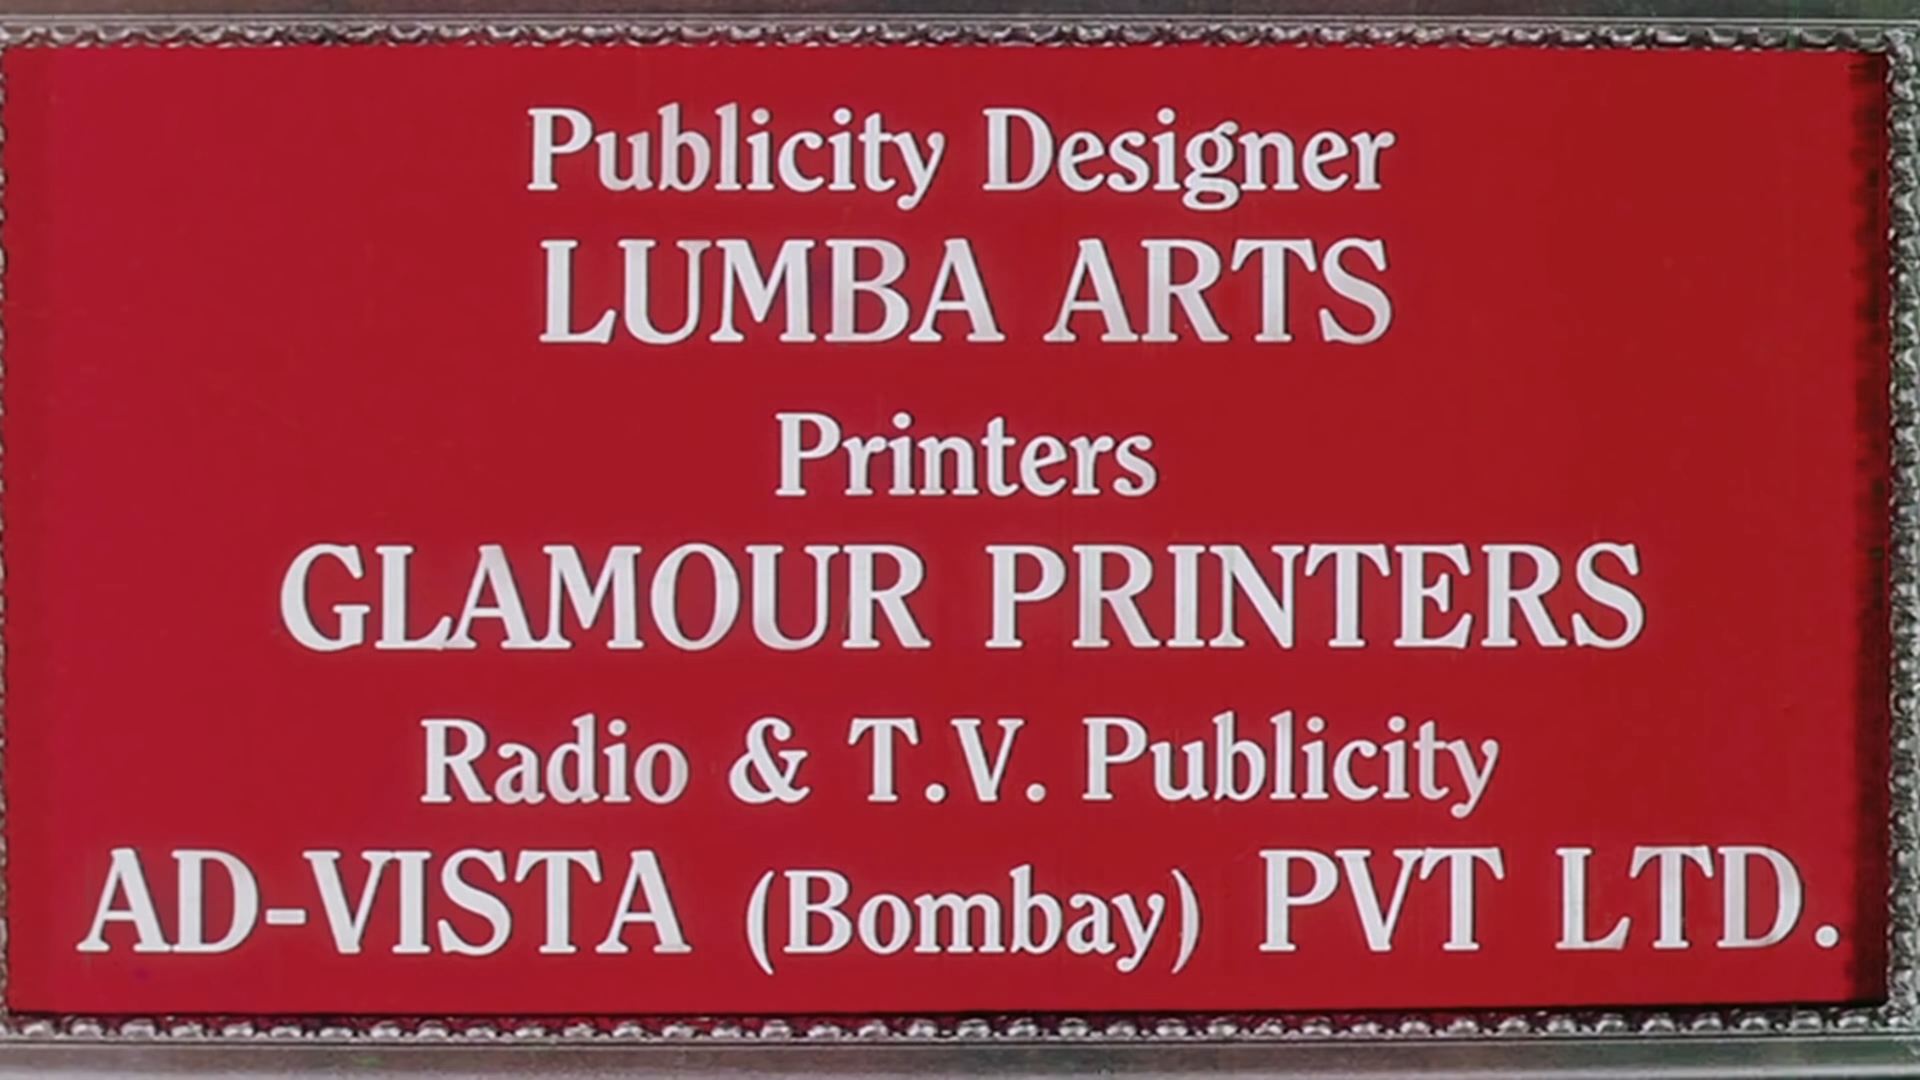 Publicity Designer
LUMBA ARTS
Printers
GLAMOUR PRINTERS
Radio & T.V. Publicity
AD-VISTA (Bombay) PVT LTD.